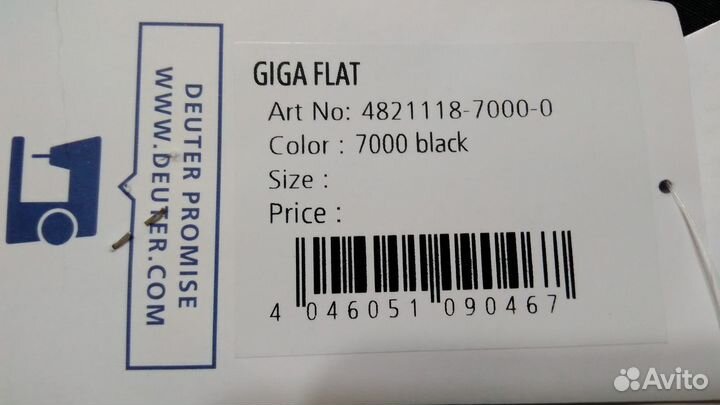 DEUTER PROMISE
WWW.DEUTER.COM
GIGA FLAT
Art No: 4821118-7000-0
Color : 7000 black
Size :
Price :
4 046051 090467
Avito